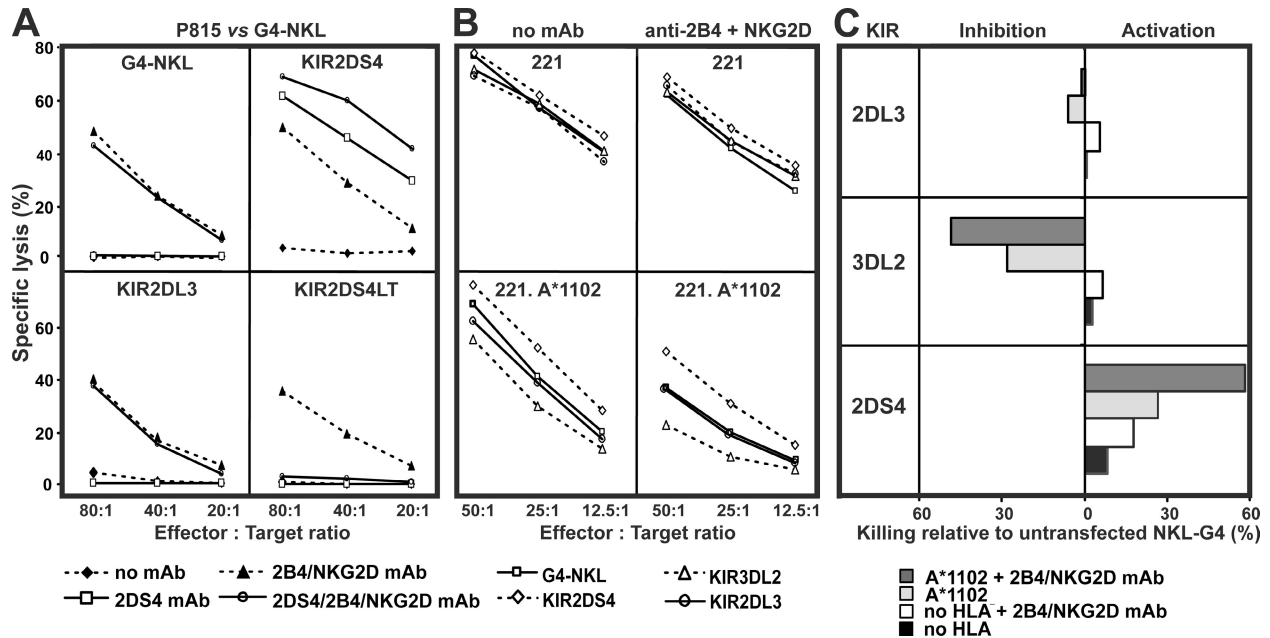 A
P815 vs G4-NKL
B
no mAb
anti-2B4 + NKG2D
C
KIR
Inhibition
Activation
Specific lysis (%)
80
60
40
20
0
60
40
20
0
G4-NKL
KIR2DS4
KIR2DL3
KIR2DS4LT
80:1
40:1
20:1
80:1
40:1
20:1
Effector : Target ratio
221
221
221. A*1102
221. A*1102
50:1
25:1
12.5:1
50:1
25:1
12.5:1
Effector : Target ratio
2DL3
3DL2
2DS4
60
30
0
30
60
Killing relative to untransfected NKL-G4 (%)
no mAb
2B4/NKG2D mAb
2DS4 mAb
2DS4/2B4/NKG2D mAb
G4-NKL
KIR3DL2
KIR2DS4
KIR2DL3
A*1102 + 2B4/NKG2D mAb
A*1102
no HLA + 2B4/NKG2D mAb
no HLA